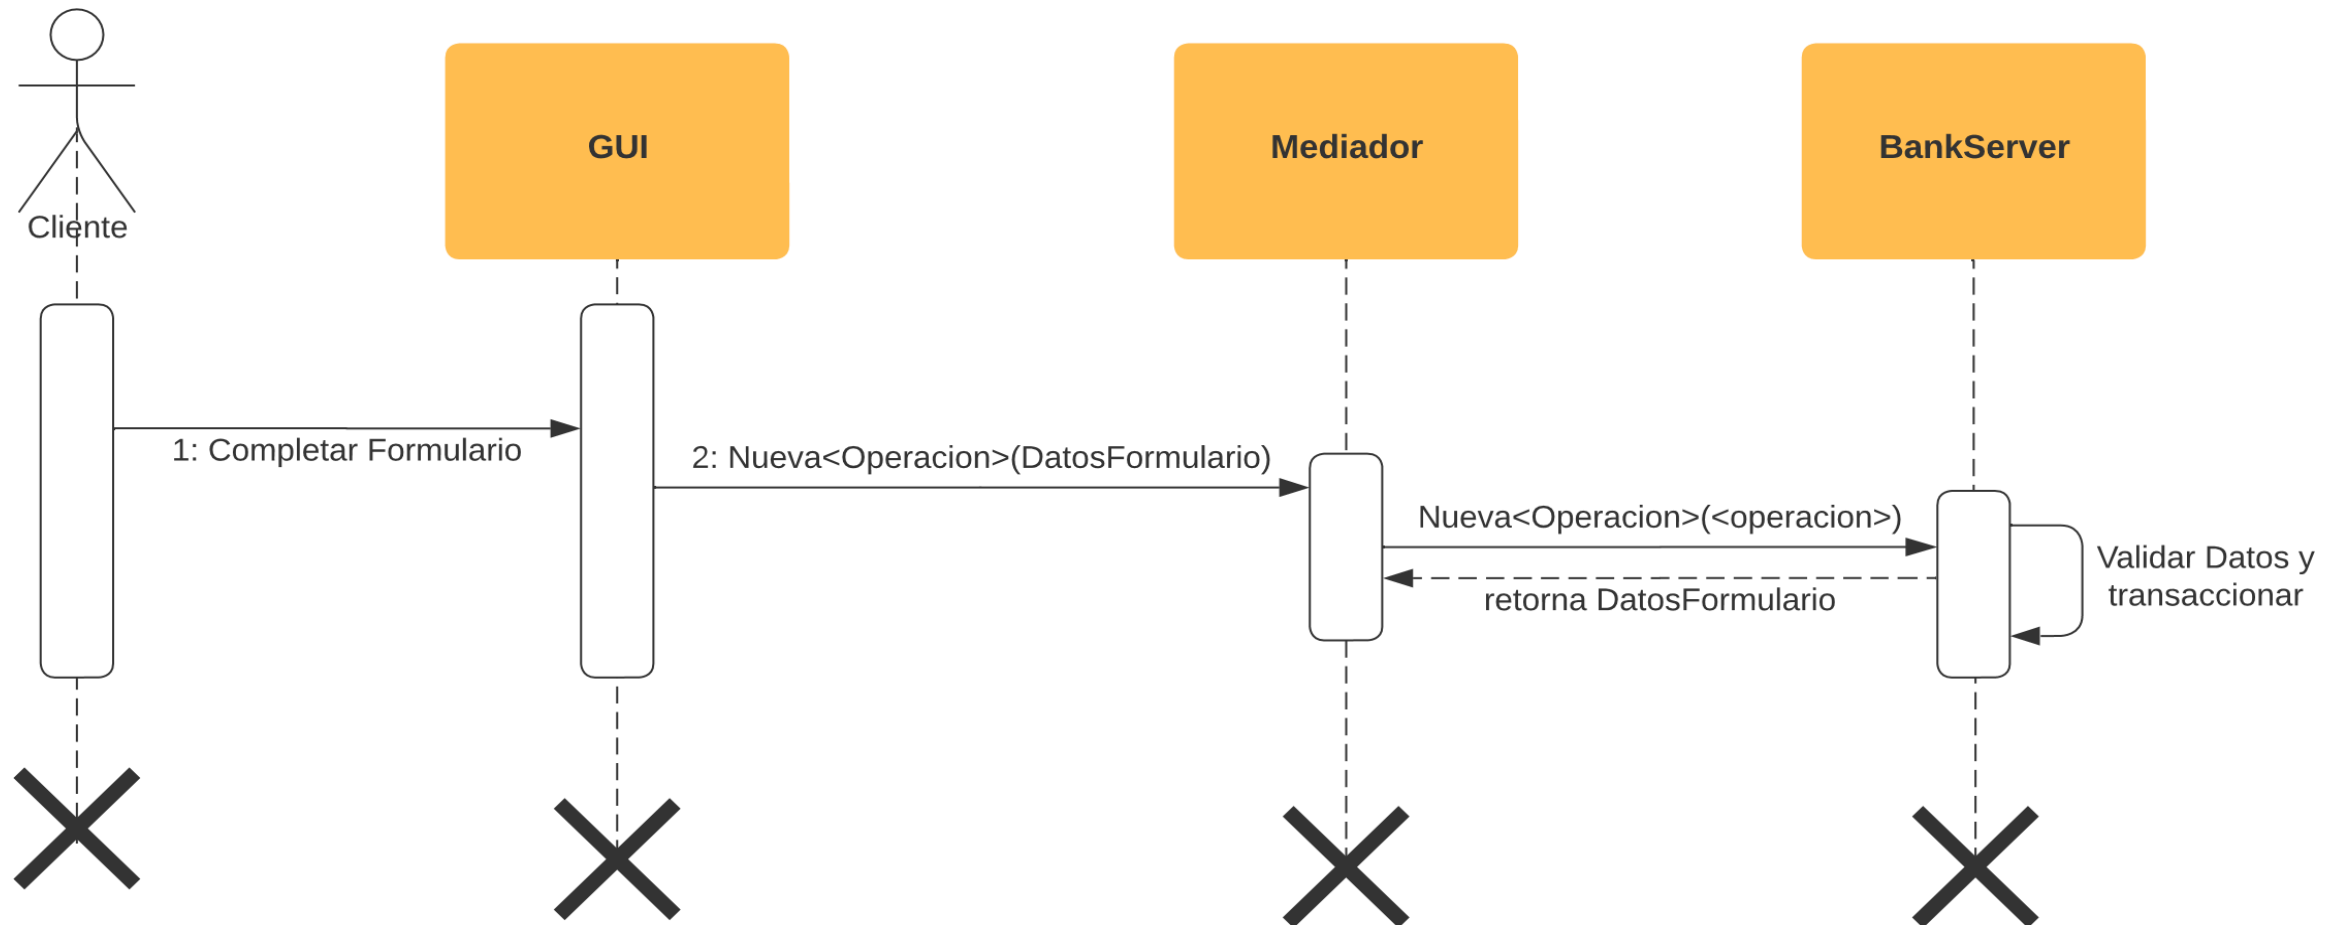 GUI
Mediador
BankServer
Cliente
1: Completar Formulario
2: Nueva<Operacion>(DatosFormulario)
Nueva<Operacion>(<operacion>)
retorna DatosFormulario
Validar Datos y
transaccionar